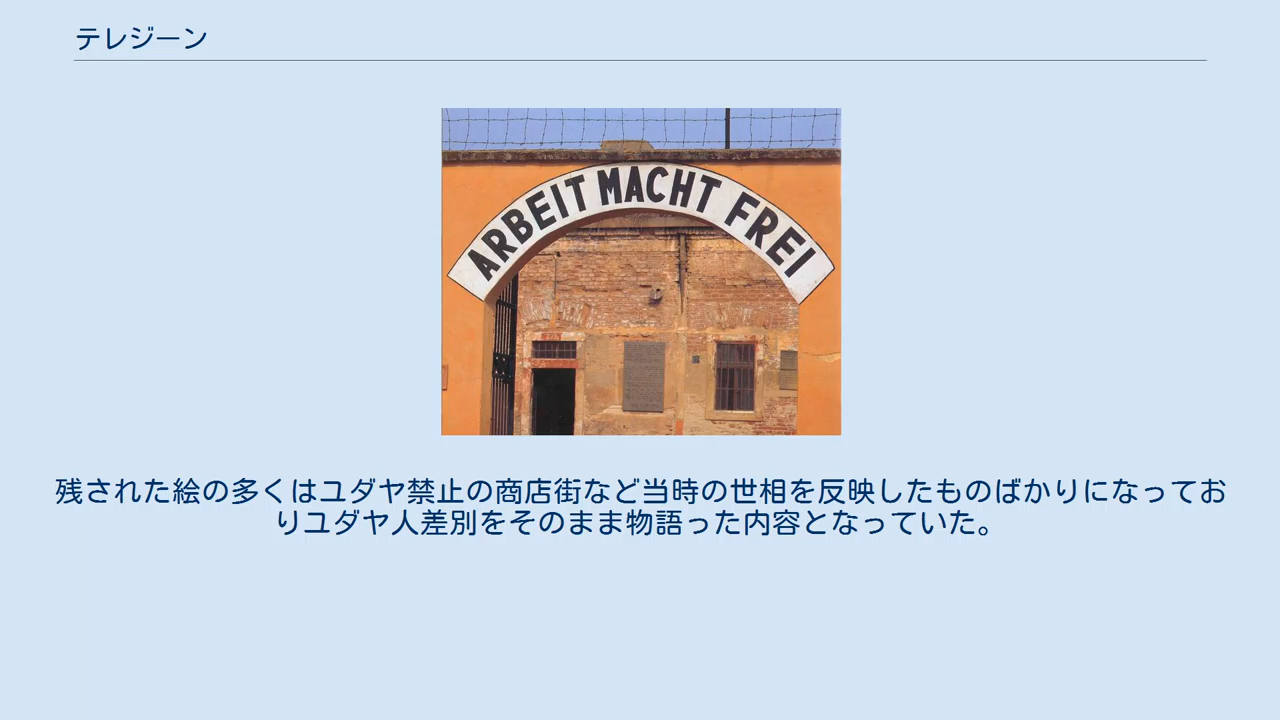 テレジーン
ARBEIT MACHT FREI
残された絵の多くはユダヤ禁止の商店街など当時の世相を反映したものばかりになってお
りユダヤ人差別をそのまま物語った内容となっていた。